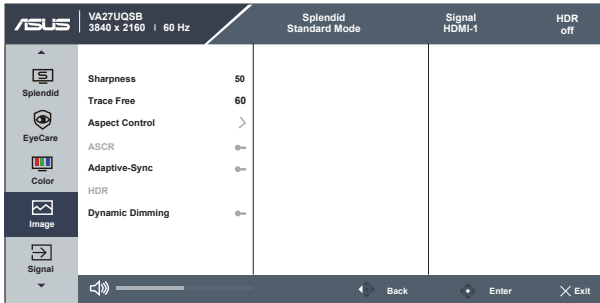 ASUS
VA27UQSB
3840 x 2160 | 60 Hz
Splendid
Standard Mode
Signal
HDMI-1
HDR
off
Splendid
EyeCare
Color
Image
Signal
Sharpness 50
Trace Free 60
Aspect Control
ASCR
Adaptive-Sync
HDR
Dynamic Dimming
Back
Enter
Exit